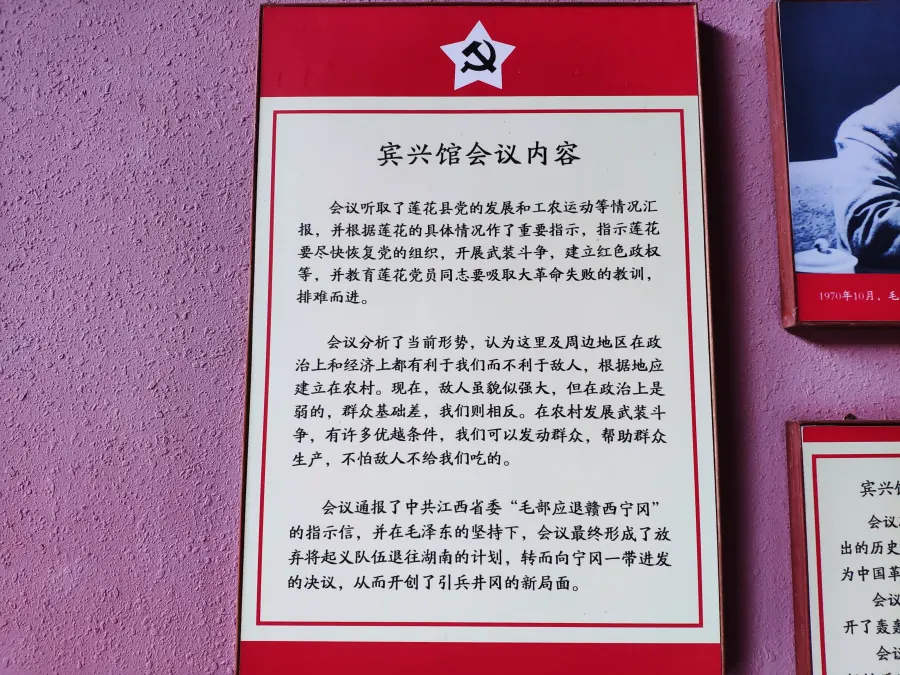 宾兴馆会议内容
会议听取了莲花县党的发展和工农运动等情况汇
报，并根据莲花的具体情况作了重要指示，指示莲花
要尽快恢复党的组织，开展武装斗争，建立红色政权
等，并教育莲花党员同志要吸取大革命失败的教训，
排难而进。
会议分析了当前形势，认为这里及周边地区在政
治上和经济上都有利于我们而不利于敌人，根据地应
建立在农村。现在，敌人虽貌似强大，但在政治上是
弱的，群众基础差，我们则相反。在农村发展武装斗
争，有许多优越条件，我们可以发动群众，帮助群众
生产，不怕敌人不给我们吃的。
会议通报了中共江西省委“毛部应退赣西宁冈”
的指示信，并在毛泽东的坚持下，会议最终形成了放
弃将起义队伍退往湖南的计划，转而向宁冈一带进发
的决议，从而开创了引兵井冈的新局面。
1970年10月，毛
宾兴馆
会议
出的历史
为中国革
会议
开了轰轰
会议